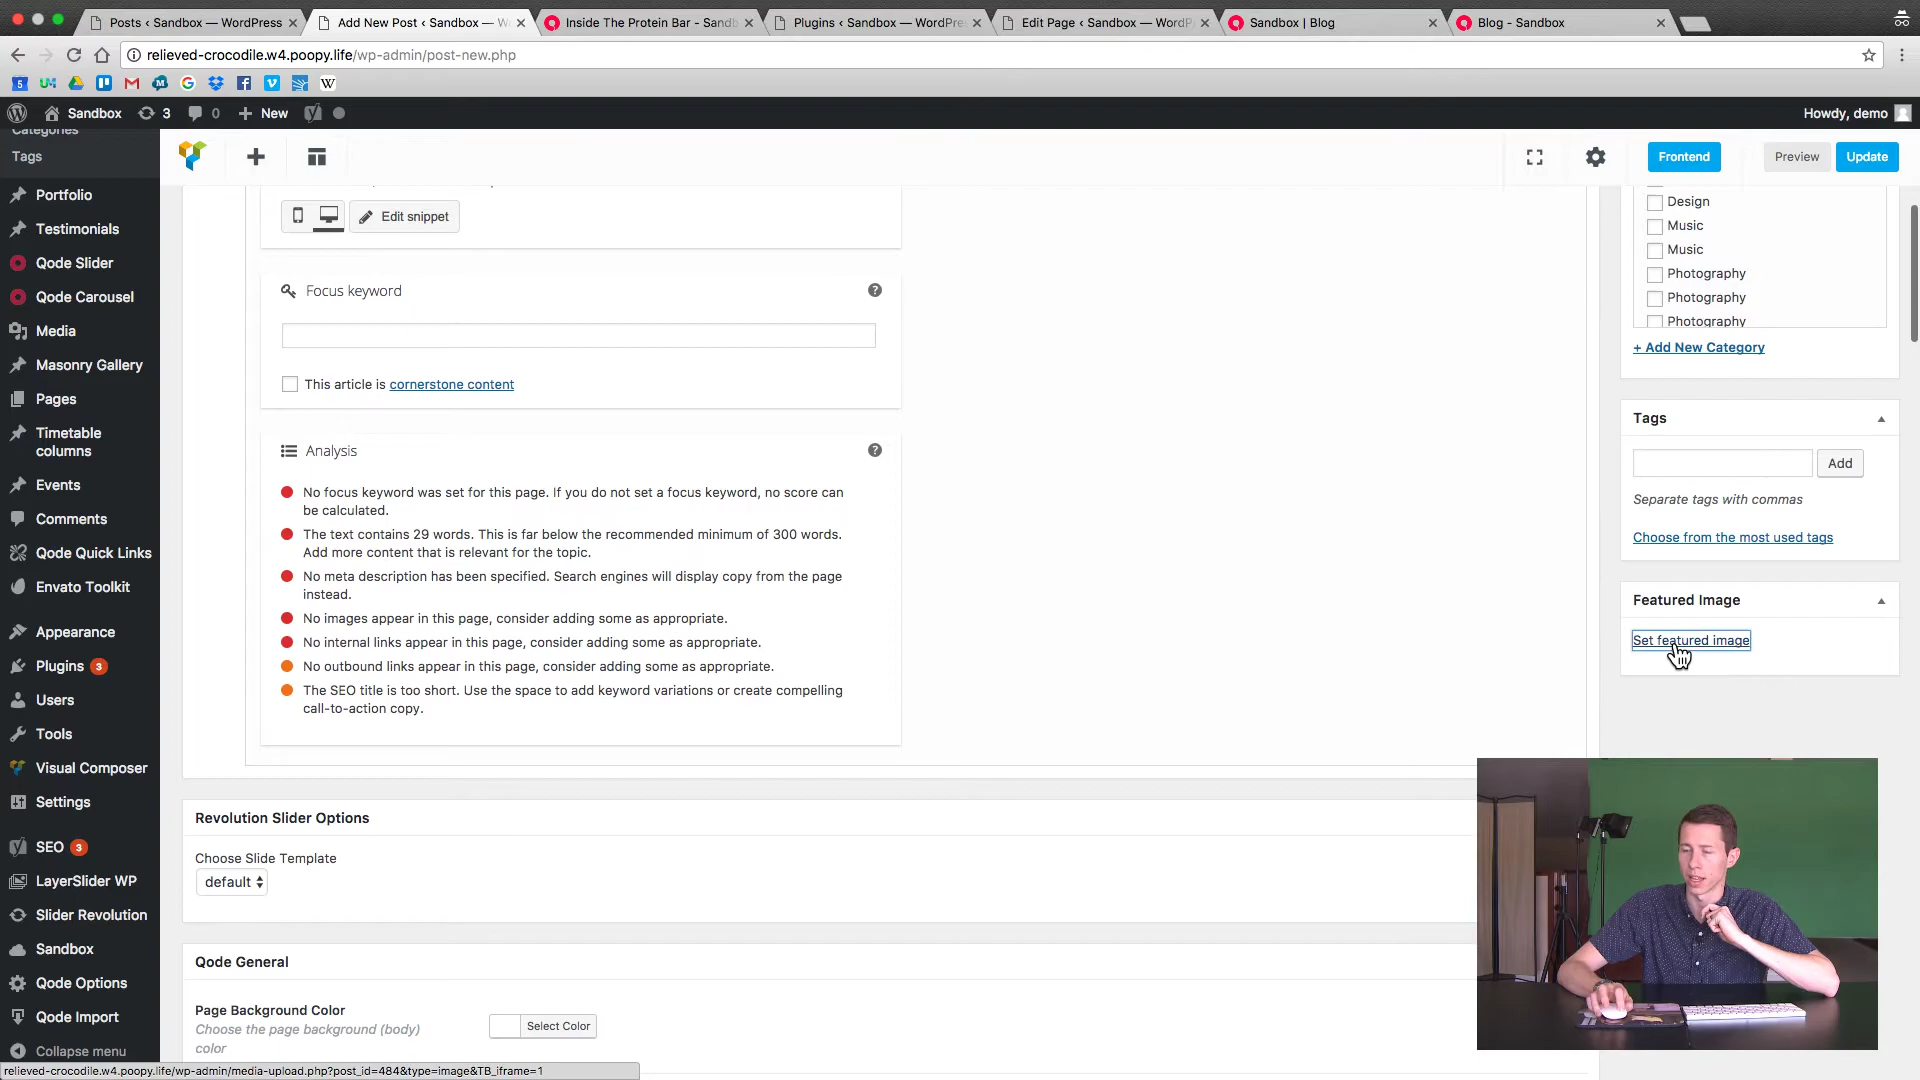 Posts ‹ Sandbox — WordPress
Add New Post ‹ Sandbox — W
Inside The Protein Bar - Sandb
Plugins ‹ Sandbox — WordPres
Edit Page ‹ Sandbox — WordP
Sandbox | Blog
Blog - Sandbox
relieved-crocodile.w4.poopy.life/wp-admin/post-new.php
Sandbox
3
0
New
Howdy, demo
Categories
Tags
Portfolio
Testimonials
Qode Slider
Qode Carousel
Media
Masonry Gallery
Pages
Timetable
columns
Events
Comments
Qode Quick Links
Envato Toolkit
Appearance
Plugins 3
Users
Tools
Visual Composer
Settings
SEO 3
LayerSlider WP
Slider Revolution
Sandbox
Qode Options
Qode Import
Collapse menu
Frontend
Preview
Update
Edit snippet
Focus keyword
This article is cornerstone content
Analysis
No focus keyword was set for this page. If you do not set a focus keyword, no score can
be calculated.
The text contains 29 words. This is far below the recommended minimum of 300 words.
Add more content that is relevant for the topic.
No meta description has been specified. Search engines will display copy from the page
instead.
No images appear in this page, consider adding some as appropriate.
No internal links appear in this page, consider adding some as appropriate.
No outbound links appear in this page, consider adding some as appropriate.
The SEO title is too short. Use the space to add keyword variations or create compelling
call-to-action copy.
Revolution Slider Options
Choose Slide Template
default
Qode General
Page Background Color
Choose the page background (body)
color
Select Color
Design
Music
Music
Photography
Photography
Photography
+ Add New Category
Tags
Add
Separate tags with commas
Choose from the most used tags
Featured Image
Set featured image
relieved-crocodile.w4.poopy.life/wp-admin/media-upload.php?post_id=484&type=image&TB_iframe=1